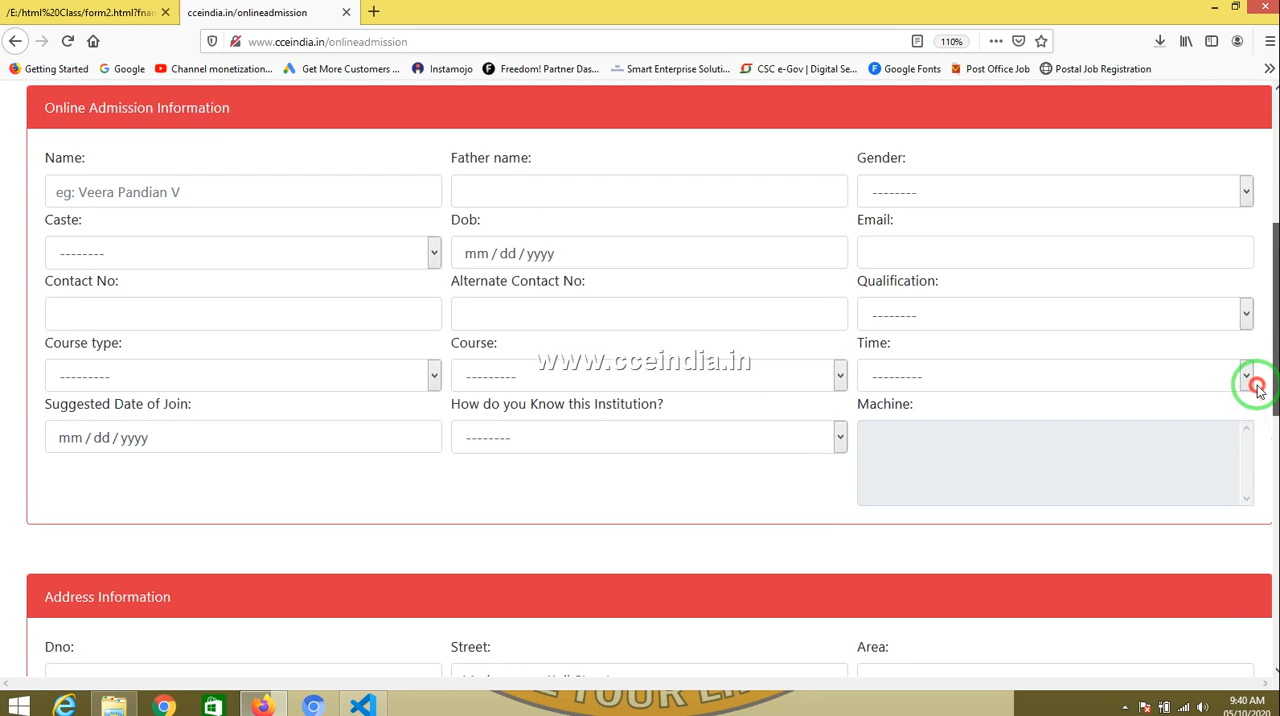 /E:/html%20Class/form2.html?fnan
cceindia.in/onlineadmission
www.cceindia.in/onlineadmission
110%
Getting Started
Google
Channel monetization...
Get More Customers ...
Instamojo
Freedom! Partner Das...
Smart Enterprise Soluti...
CSC e-Gov | Digital Se...
Google Fonts
Post Office Job
Postal Job Registration
Online Admission Information
Name: Father name: Gender:
eg: Veera Pandian V --------
Caste: Dob: Email:
-------- mm / dd / yyyy
Contact No: Alternate Contact No: Qualification:
--------
Course type: Course: Time:
www.cceindia.in
--------- --------- ---------
Suggested Date of Join: How do you Know this Institution? Machine:
mm / dd / yyyy --------
Address Information
Dno: Street: Area:
9:40 AM
05/10/2020